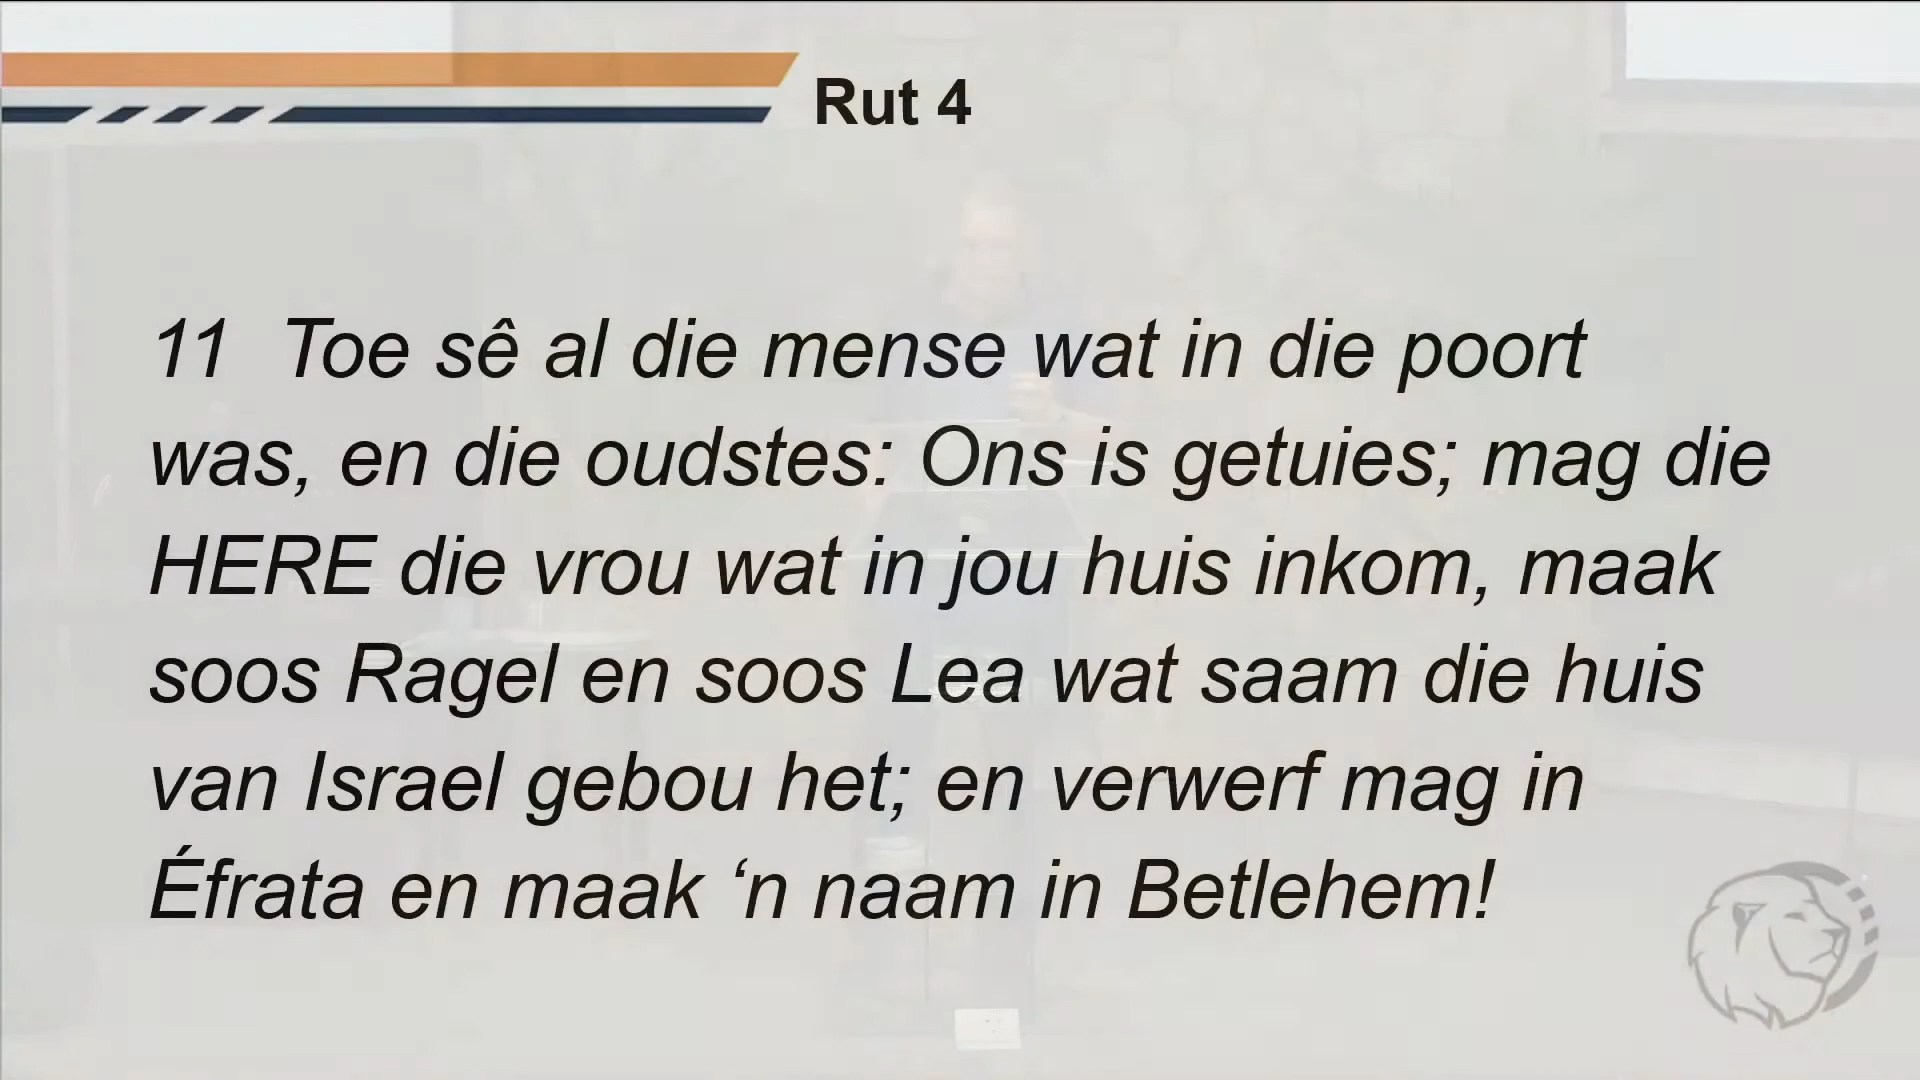 Rut 4
11 Toe sê al die mense wat in die poort
was, en die oudstes: Ons is getuies; mag die
HERE die vrou wat in jou huis inkom, maak
soos Ragel en soos Lea wat saam die huis
van Israel gebou het; en verwerf mag in
Éfrata en maak ‘n naam in Betlehem!